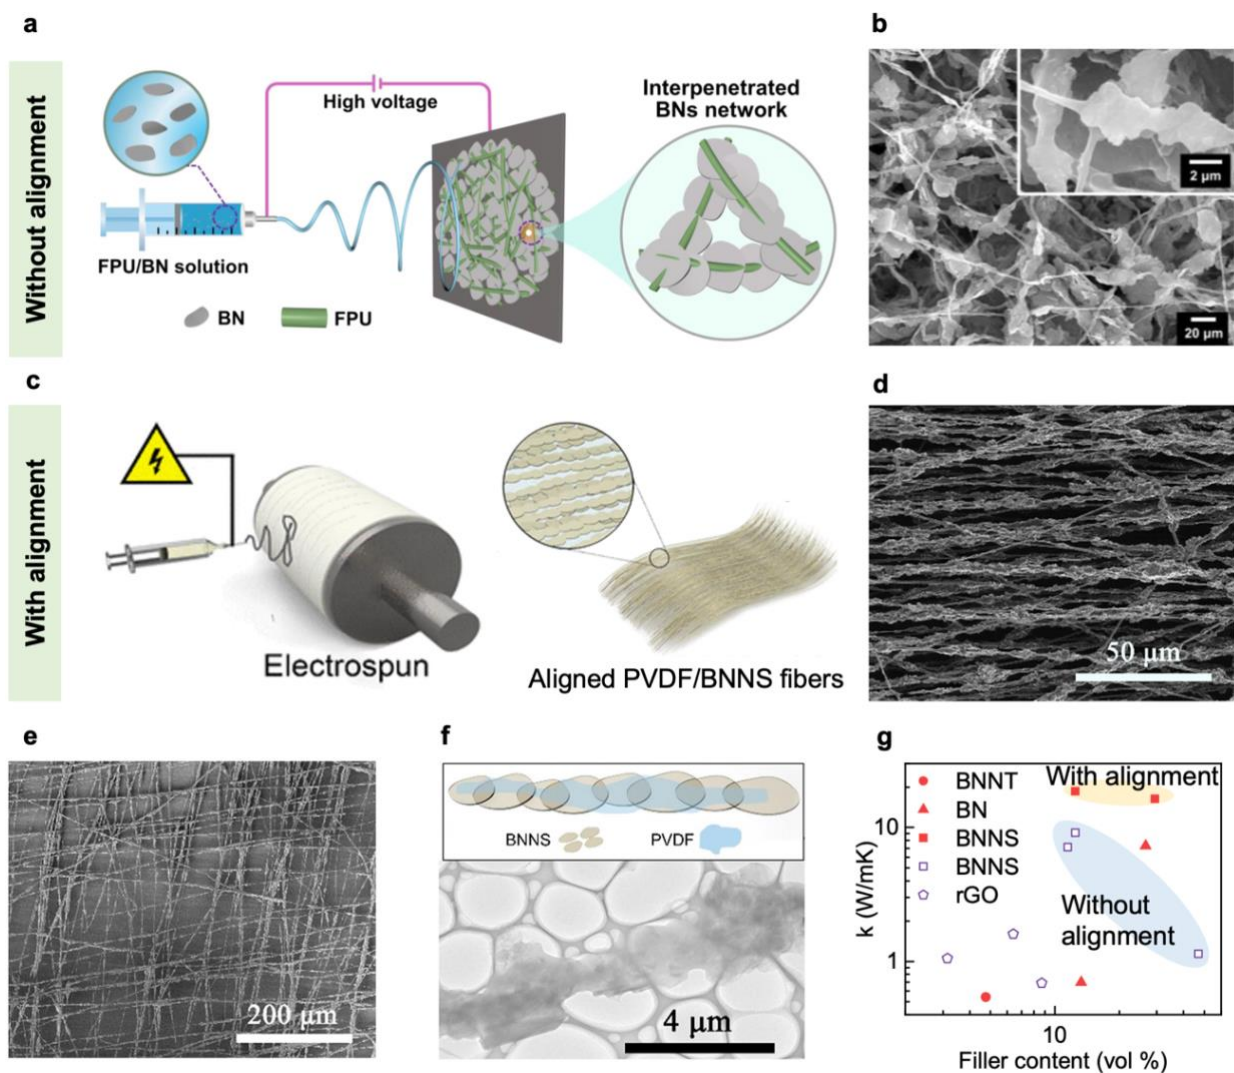 a
Without alignment
High voltage
FPU/BN solution
BN
FPU
Interpenetrated
BNs network
b
2 μm
20 μm
c
With alignment
Electrospun
Aligned PVDF/BNNS fibers
d
50 μm
e
200 μm
f
BNNS
PVDF
4 μm
g
BNNT
BN
BNNS
BNNS
rGO
With alignment
Without
alignment
k (W/mK)
10
1
10
Filler content (vol %)